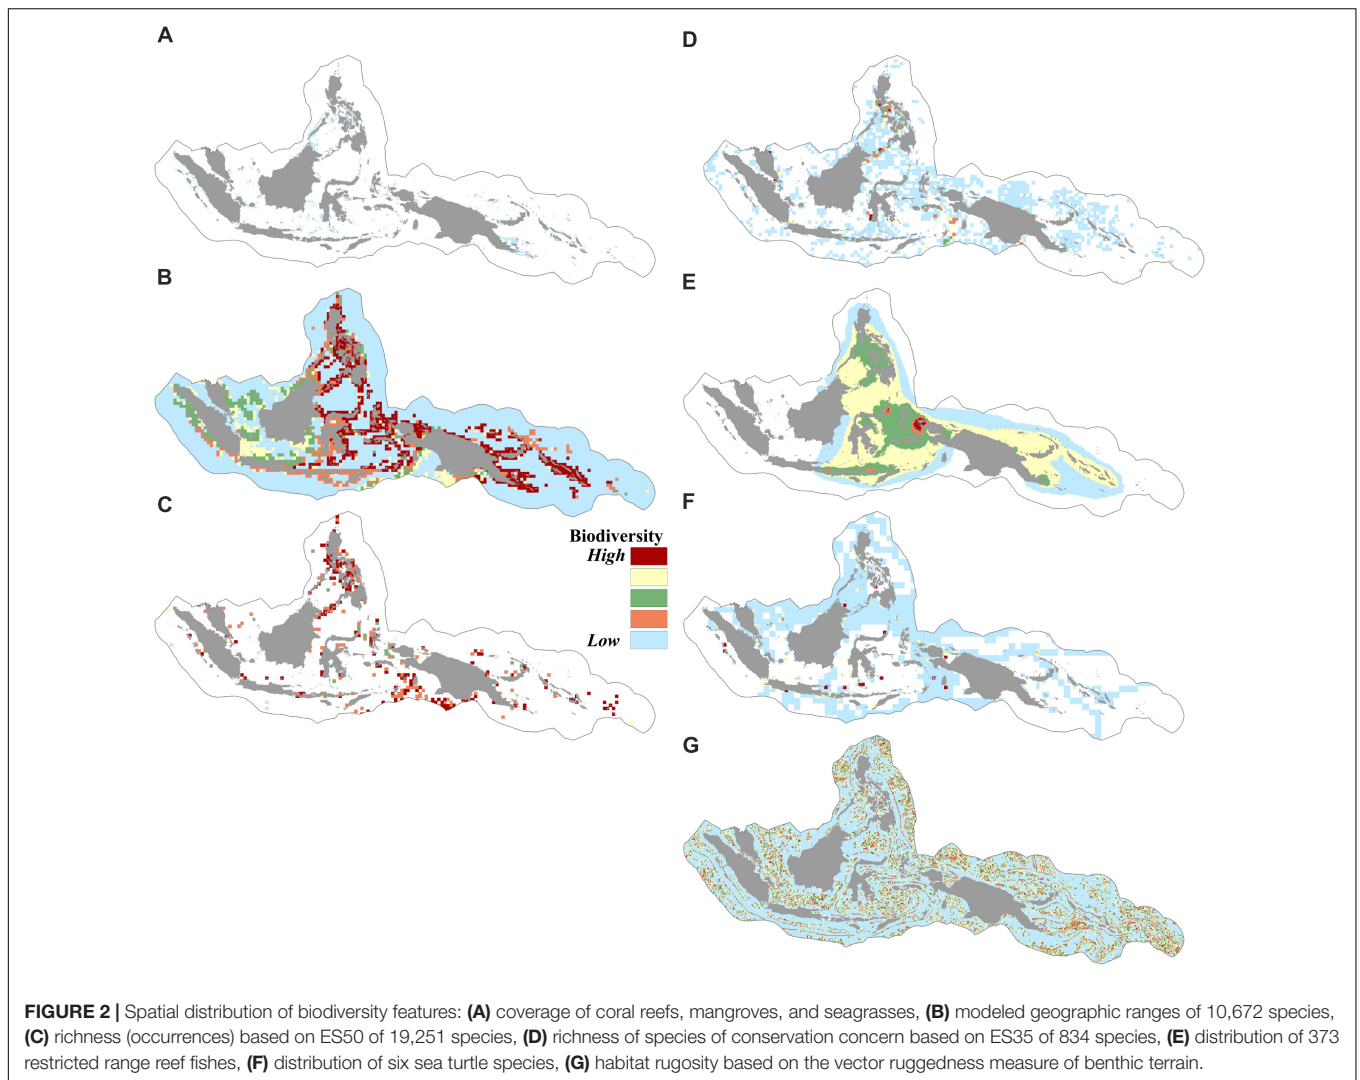 A
D
B
E
C
F
Biodiversity
High
Low
G
FIGURE 2 | Spatial distribution of biodiversity features: (A) coverage of coral reefs, mangroves, and seagrasses, (B) modeled geographic ranges of 10,672 species,
(C) richness (occurrences) based on ES50 of 19,251 species, (D) richness of species of conservation concern based on ES35 of 834 species, (E) distribution of 373
restricted range reef fishes, (F) distribution of six sea turtle species, (G) habitat rugosity based on the vector ruggedness measure of benthic terrain.